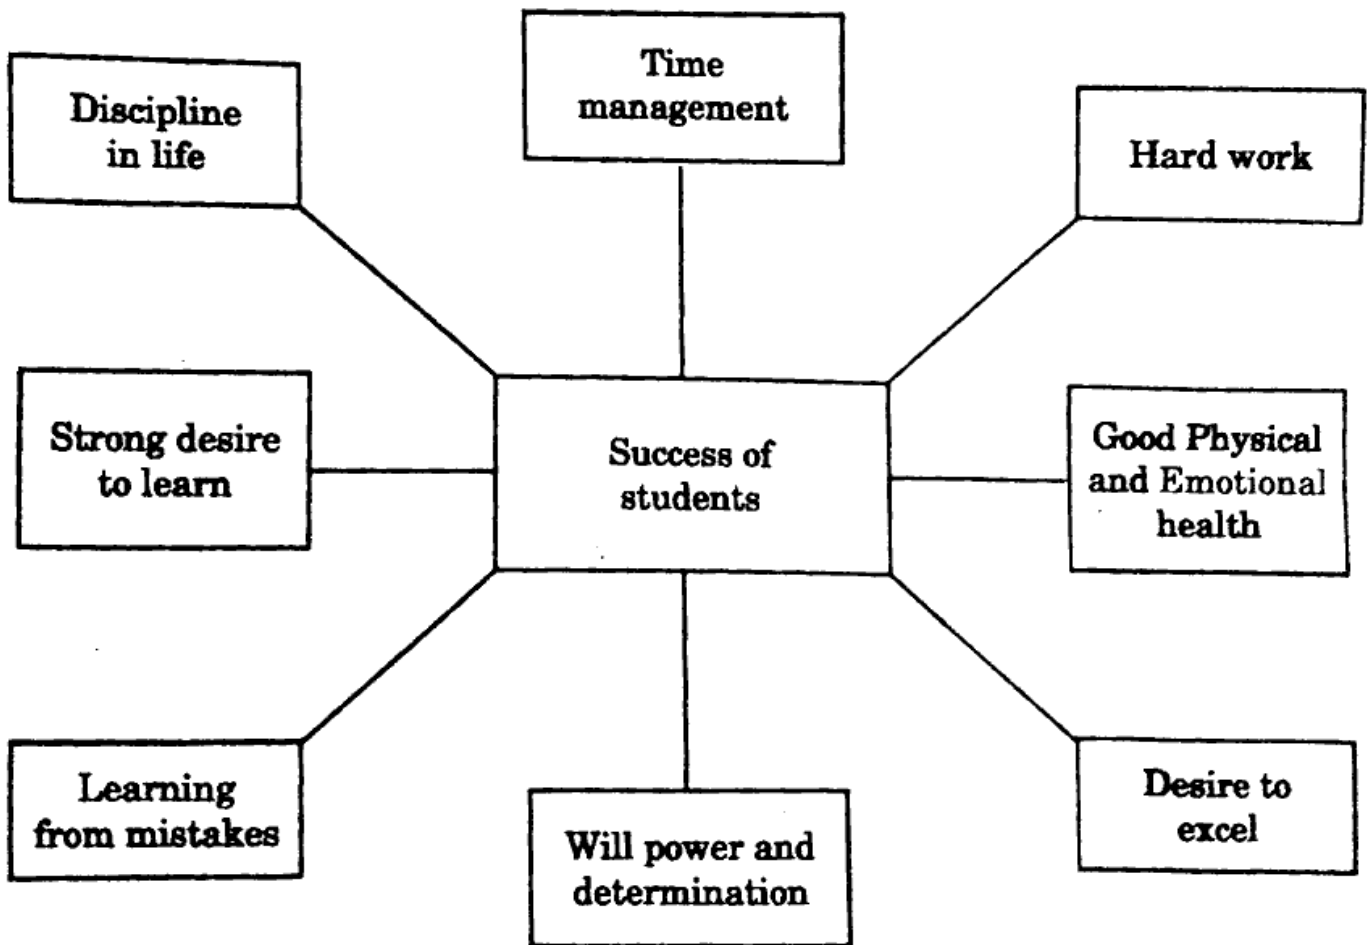 Time
management
Discipline
in life
Hard work
Strong desire
to learn
Success of
students
Good Physical
and Emotional
health
Learning
from mistakes
Will power and
determination
Desire to
excel